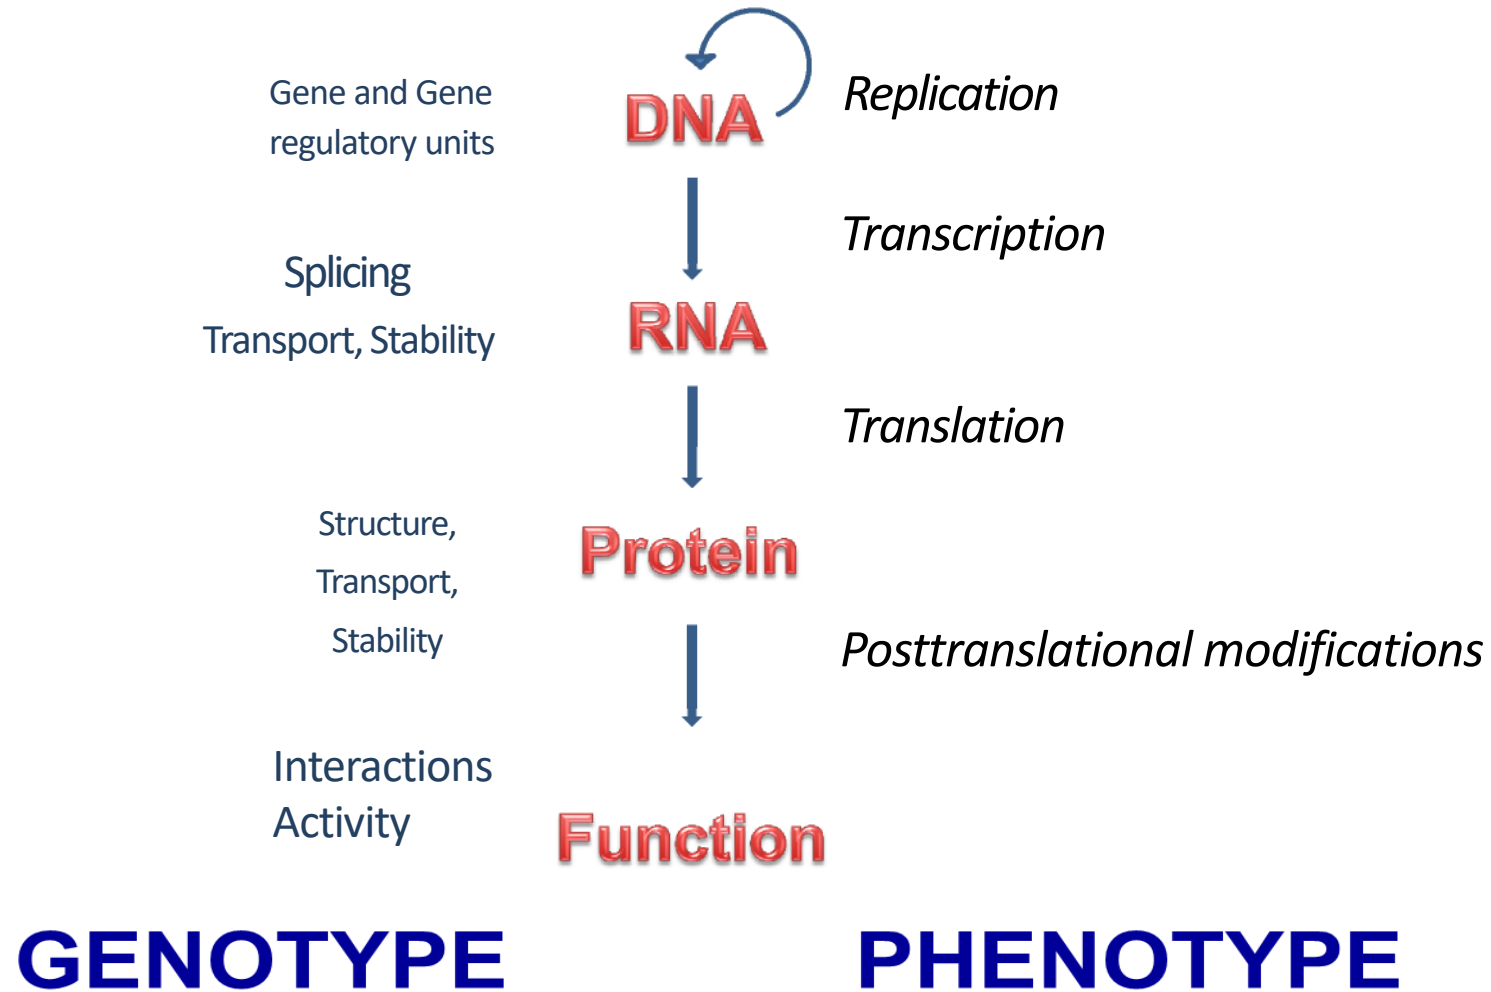 Gene and Gene
regulatory units
DNA
Replication
Transcription
Splicing
Transport, Stability
RNA
Translation
Structure,
Transport,
Stability
Protein
Posttranslational modifications
Interactions
Activity
Function
GENOTYPE
PHENOTYPE